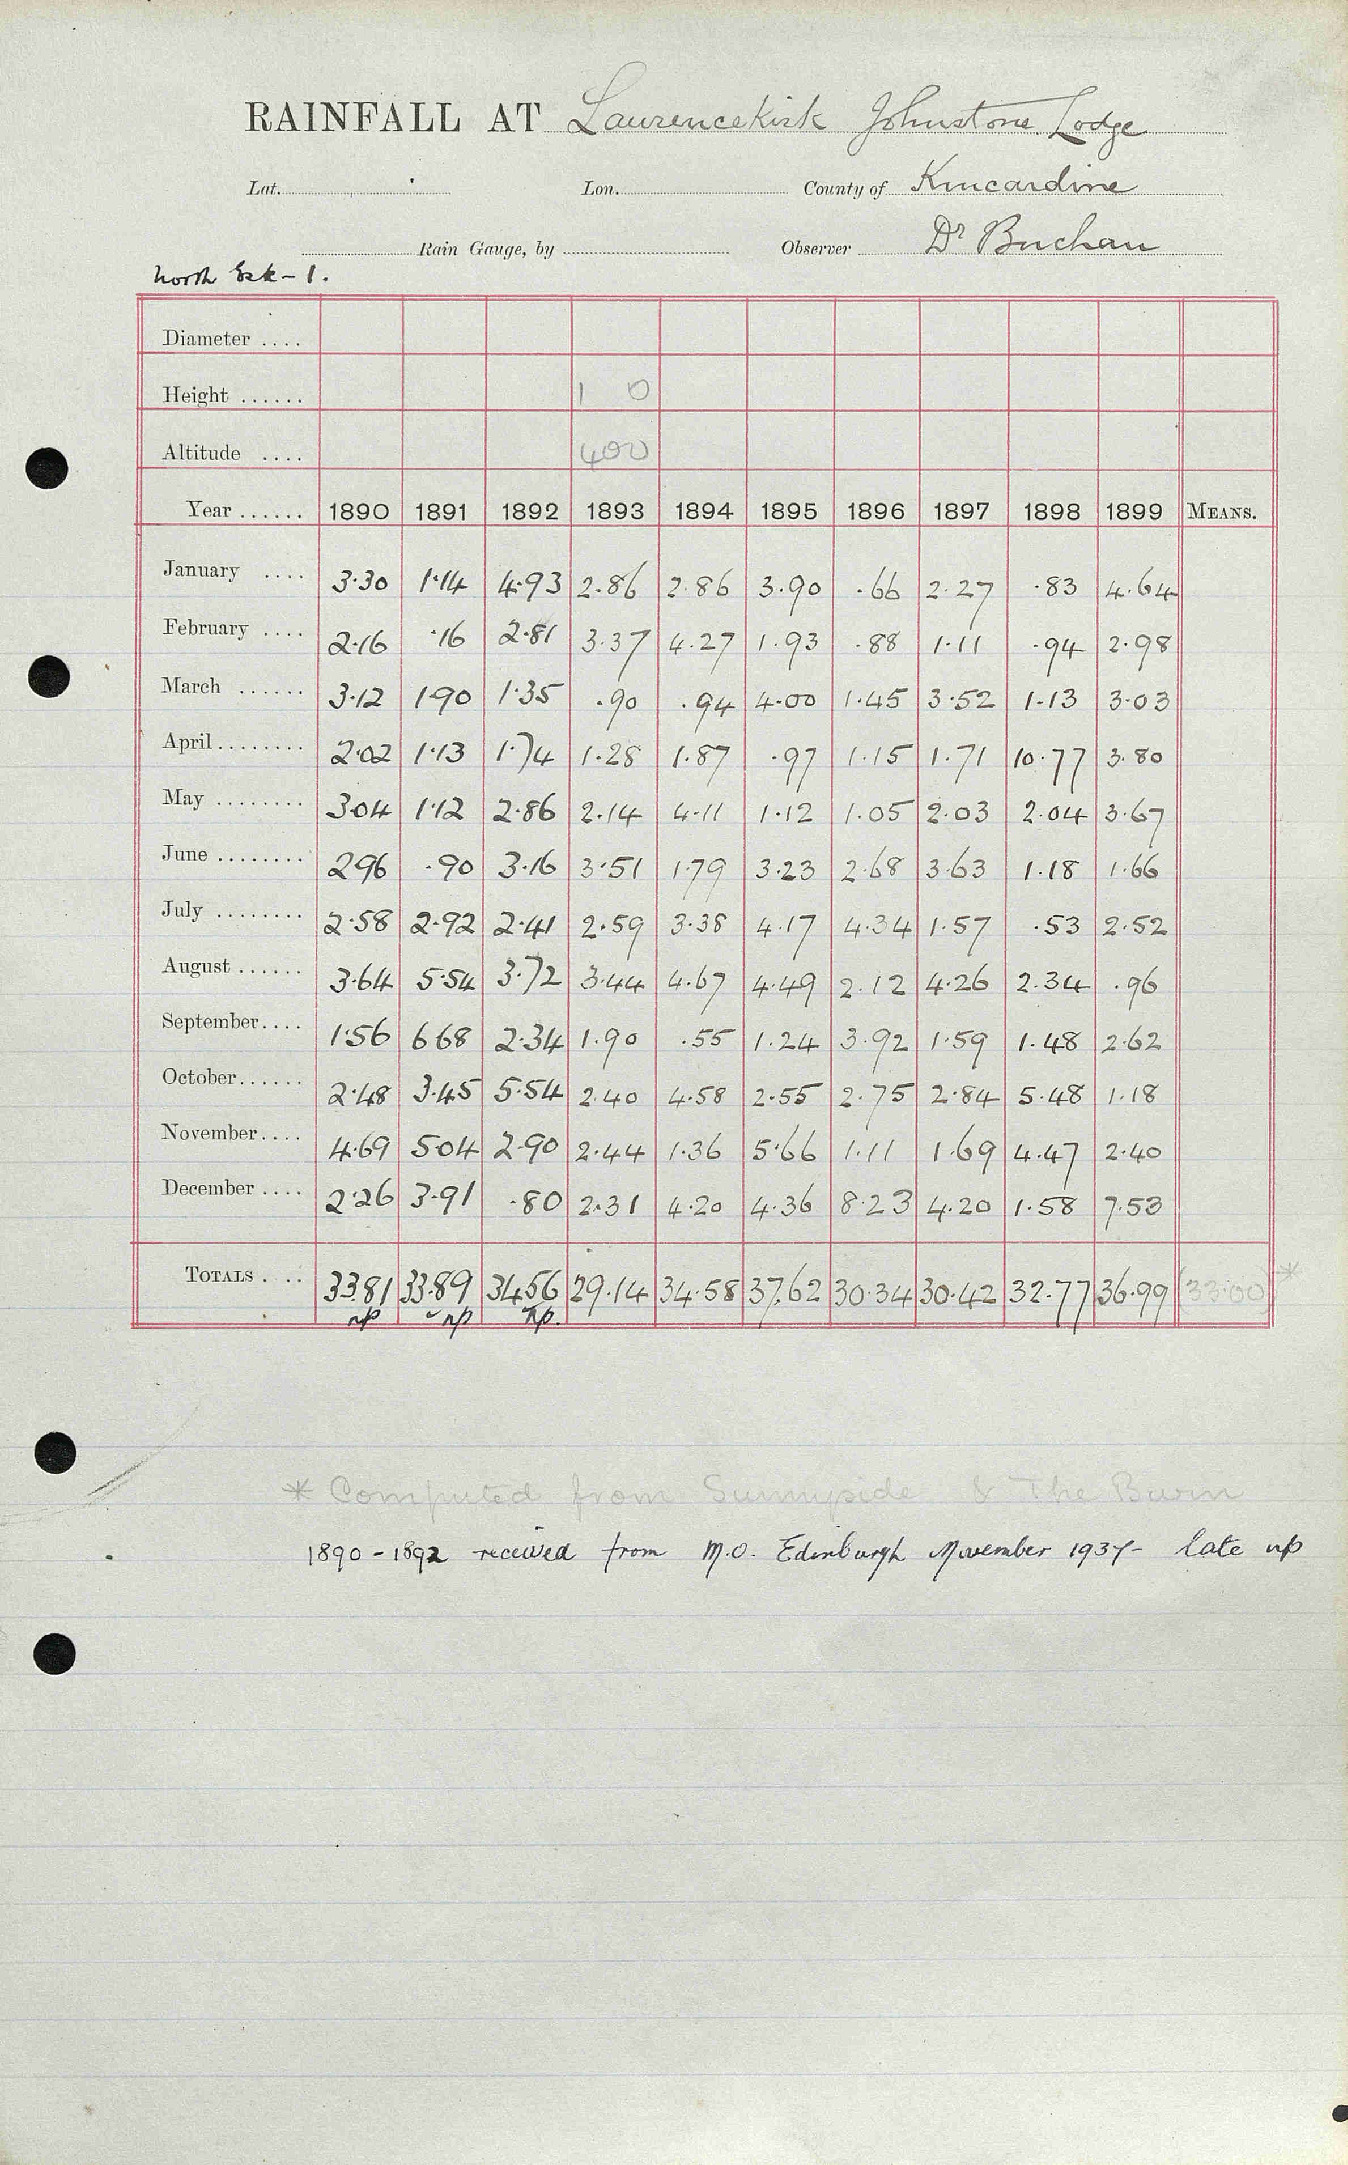 RAINFALL AT Laurencekirk Johnstone Lodge
Lat. Lon. County of Kincardine
Rain Gauge, by Observer Dr Buchan
North Esk - 1.
Diameter ....
Height ...... 1 0
Altitude .... 400
Year ...... 1890 1891 1892 1893 1894 1895 1896 1897 1898 1899 MEANS.
January .... 3.30 1.14 4.93 2.86 2.86 3.90 .66 2.27 .83 4.64
February .... 2.16 .16 2.81 3.37 4.27 1.93 .88 1.11 .94 2.98
March ...... 3.12 1.90 1.35 .90 .94 4.00 1.45 3.52 1.13 3.03
April........ 2.02 1.13 1.74 1.28 1.87 .97 1.15 1.71 10.77 3.80
May ........ 3.04 1.12 2.86 2.14 4.11 1.12 1.05 2.03 2.04 3.67
June ........ 2.96 .90 3.16 3.51 1.79 3.23 2.68 3.63 1.18 1.66
July ........ 2.58 2.92 2.41 2.59 3.38 4.17 4.34 1.57 .53 2.52
August ...... 3.64 5.54 3.72 3.44 4.67 4.49 2.12 4.26 2.34 .96
September.... 1.56 6.68 2.34 1.90 .55 1.24 3.92 1.59 1.48 2.62
October...... 2.48 3.45 5.54 2.40 4.58 2.55 2.75 2.84 5.48 1.18
November.... 4.69 5.04 2.90 2.44 1.36 5.66 1.11 1.69 4.47 2.40
December .... 2.26 3.91 .80 2.31 4.20 4.36 8.23 4.20 1.58 7.53
TOTALS .... 33.81 33.89 34.56 29.14 34.58 37.62 30.34 30.42 32.77 36.99 (33.00)*
np np np.
* Computed from Sunnyside & The Burn
1890 - 1892 received from M.O. Edinburgh November 1937 - late np